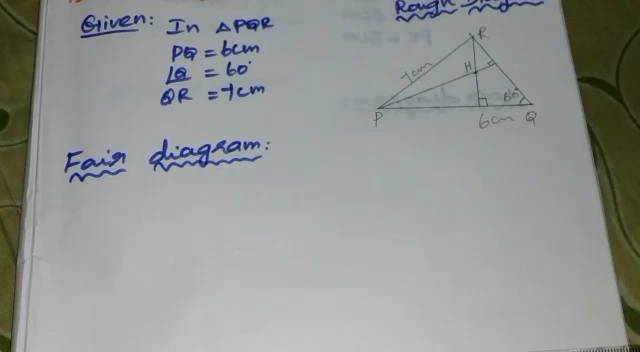 Given: In ΔPQR
PQ = 6cm
∠Q = 60°
QR = 7cm
Rough
R
7cm
H
60°
P
6cm Q
Fair diagram: